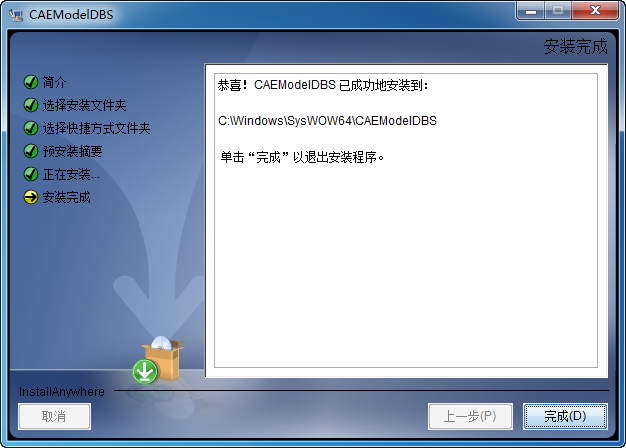 CAEModelDBS
安装完成
简介
选择安装文件夹
选择快捷方式文件夹
预安装摘要
正在安装...
安装完成
恭喜！CAEModelDBS 已成功地安装到：
C:\Windows\SysWOW64\CAEModelDBS
单击“完成”以退出安装程序。
InstallAnywhere
取消
上一步(P)
完成(D)